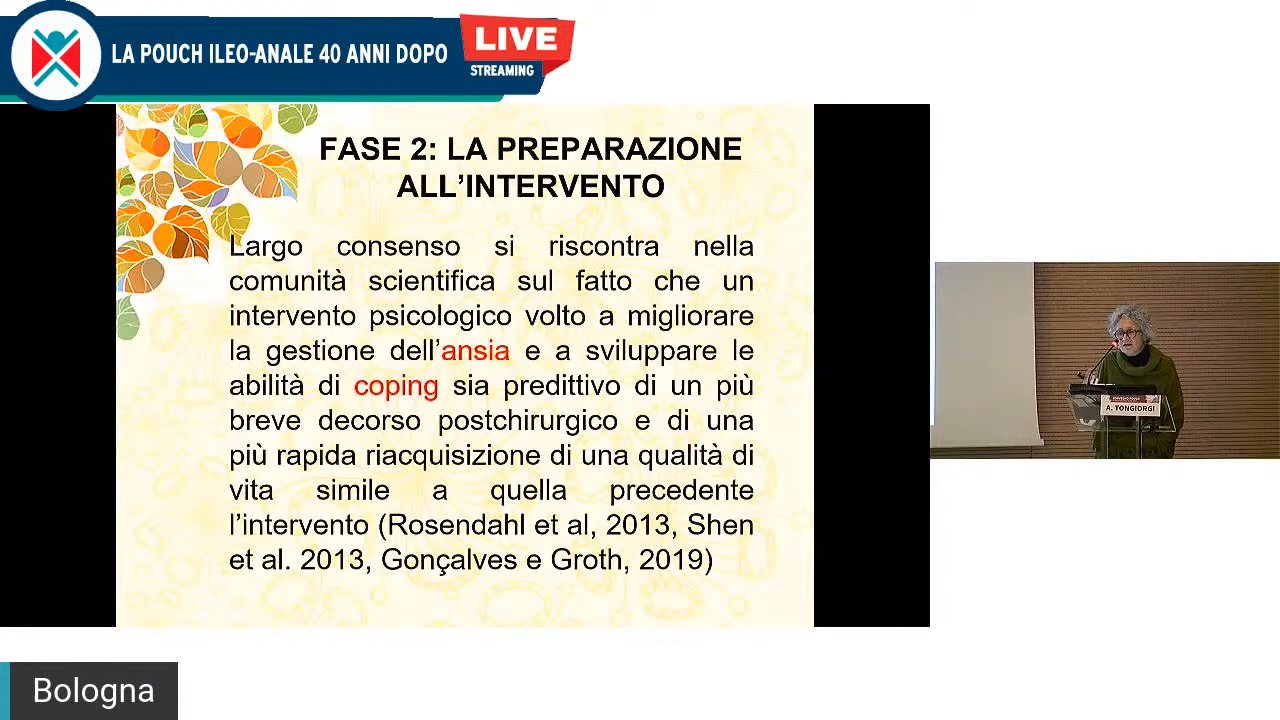 LA POUCH ILEO-ANALE 40 ANNI DOPO
LIVE
STREAMING
FASE 2: LA PREPARAZIONE
ALL’INTERVENTO
Largo consenso si riscontra nella
comunità scientifica sul fatto che un
intervento psicologico volto a migliorare
la gestione dell’ansia e a sviluppare le
abilità di coping sia predittivo di un più
breve decorso postchirurgico e di una
più rapida riacquisizione di una qualità di
vita simile a quella precedente
l’intervento (Rosendahl et al, 2013, Shen
et al. 2013, Gonçalves e Groth, 2019)
A. TONGIORGI
Bologna